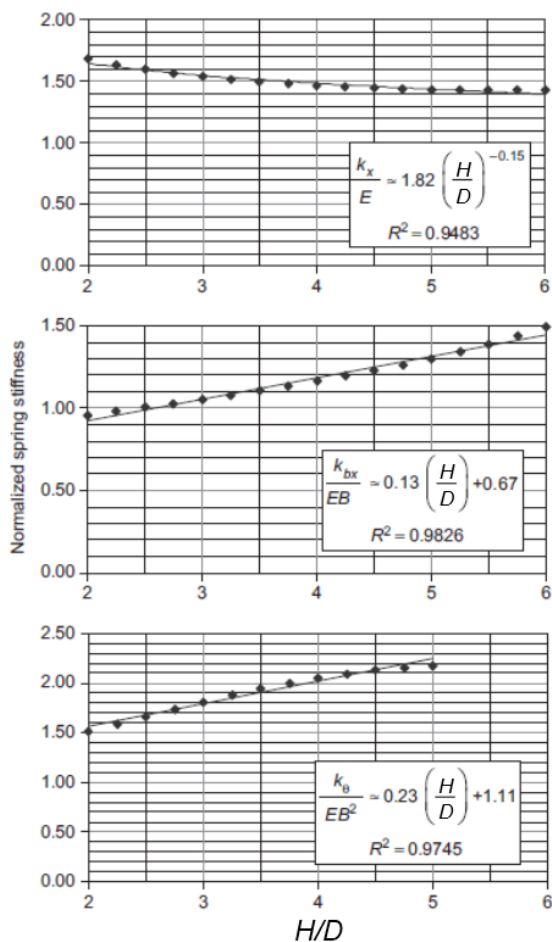 Normalized spring stiffness
2.00
1.50
1.00
0.50
0.00
2 3 4 5 6
k_x/E ≃ 1.82 (H/D)^−0.15
R² = 0.9483
1.50
1.00
0.50
0.00
2 3 4 5 6
k_bx/EB ≃ 0.13 (H/D) +0.67
R² = 0.9826
2.50
2.00
1.50
1.00
0.50
0.00
2 3 4 5 6
k_θ/EB² ≃ 0.23 (H/D) +1.11
R² = 0.9745
H/D